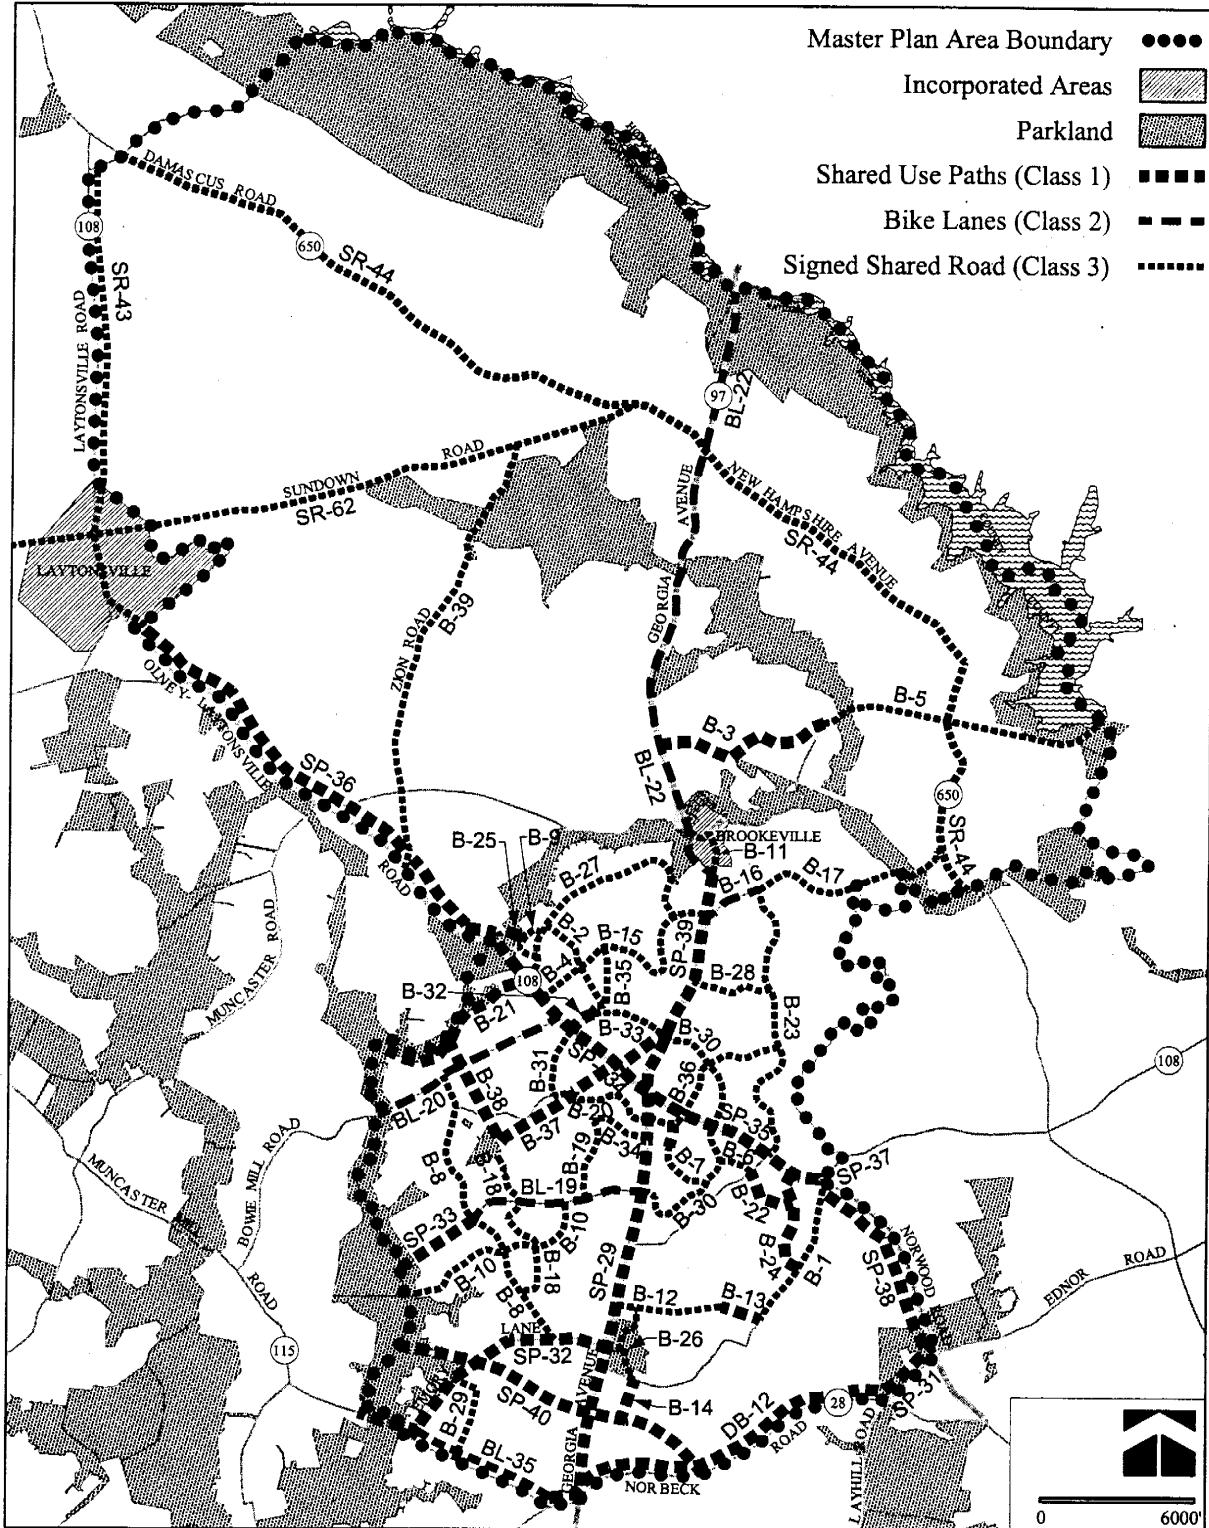 Master Plan Area Boundary
Incorporated Areas
Parkland
Shared Use Paths (Class 1)
Bike Lanes (Class 2)
Signed Shared Road (Class 3)
DAMASCUS ROAD
108
650
SR-44
SR-43
LAYTONSVILLE ROAD
97
BL-22
SUNDOWN ROAD
SR-62
AVENUE
NEW HAMPSHIRE AVENUE
SR-44
LAYTONSVILLE
GEORGIA
ZION ROAD
B-39
OLNEY-LAYTONSVILLE
B-5
B-3
SP-36
BL-22
650
SR-44
BROOKEVILLE
B-25
B-9
B-11
ROAD
B-27
B-16
B-17
MUNCASTER ROAD
B-2
B-15
SP-39
B-4
B-35
B-28
108
B-32
B-21
B-33
B-30
B-23
SP-34
B-31
108
B-38
B-36
BL-20
B-20
SP-35
B-37
BOWIE MILL ROAD
B-34
B-19
B-6
B-7
SP-37
MUNCASTER MILL
B-8
B-18
BL-19
B-22
B-30
SP-33
B-10
B-24
B-1
NORWOOD
B-18
B-10
SP-29
SP-38
EDNOR ROAD
ROAD
B-8
B-12
B-13
ROAD
LANE
B-26
115
SP-32
AVENUE
EMORY
SP-40
B-29
B-14
DB-12
28
SP-31
ROAD
BL-35
GEORGIA
NORBECK
LAYHILL ROAD
0 6000'